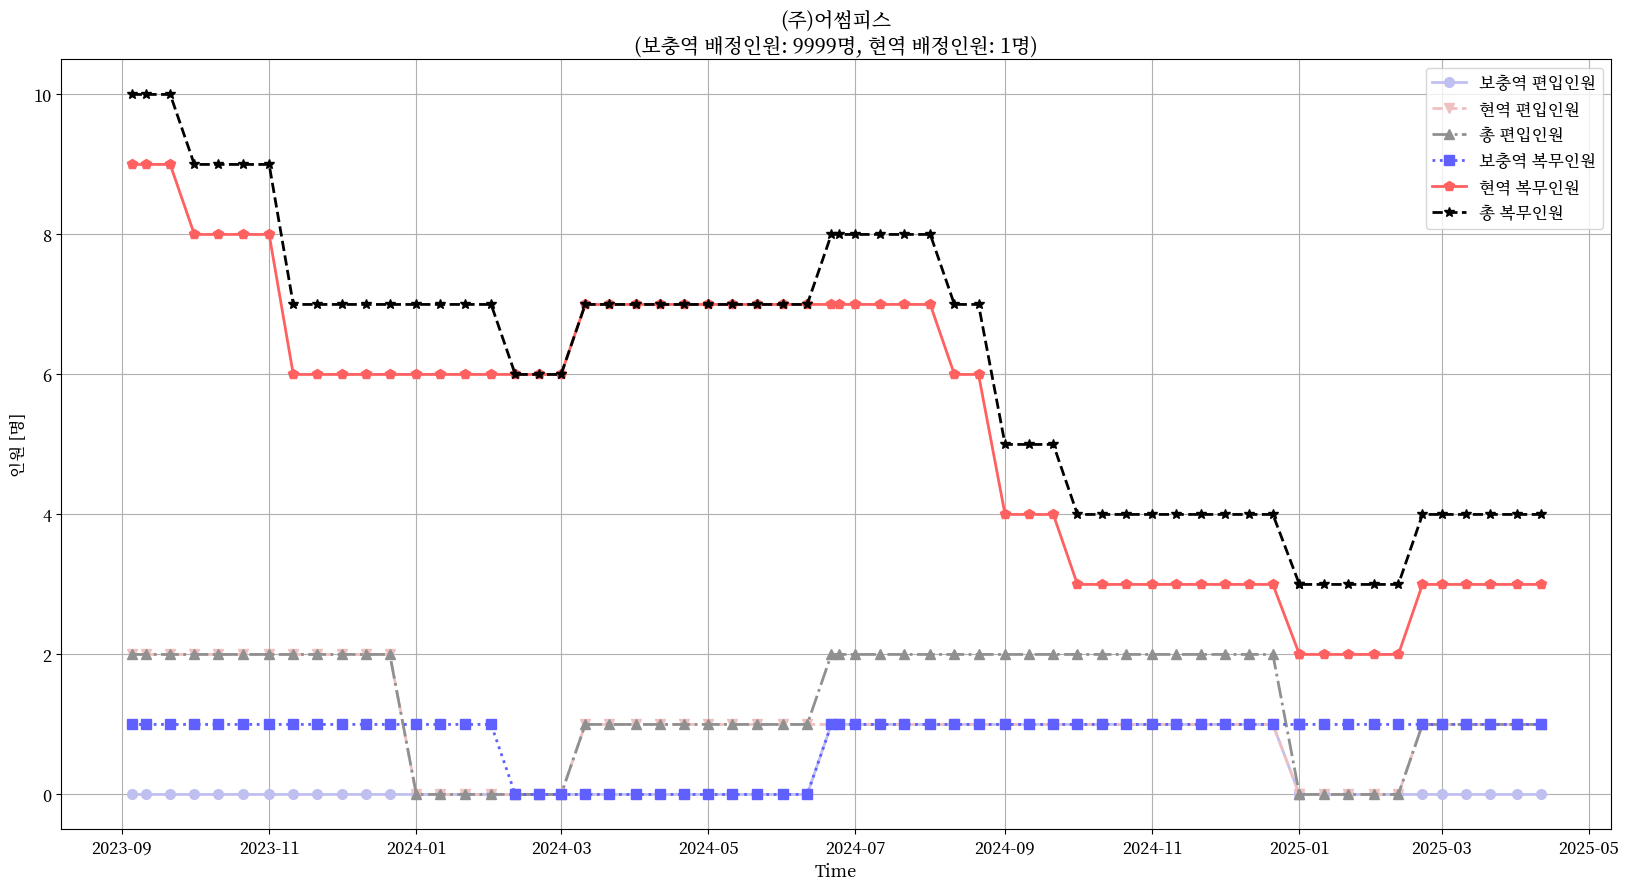 (주)어썸피스
(보충역 배정인원: 9999명, 현역 배정인원: 1명)
보충역 편입인원
현역 편입인원
총 편입인원
보충역 복무인원
현역 복무인원
총 복무인원
인원 [명]
10
8
6
4
2
0
2023-09
2023-11
2024-01
2024-03
2024-05
2024-07
2024-09
2024-11
2025-01
2025-03
2025-05
Time